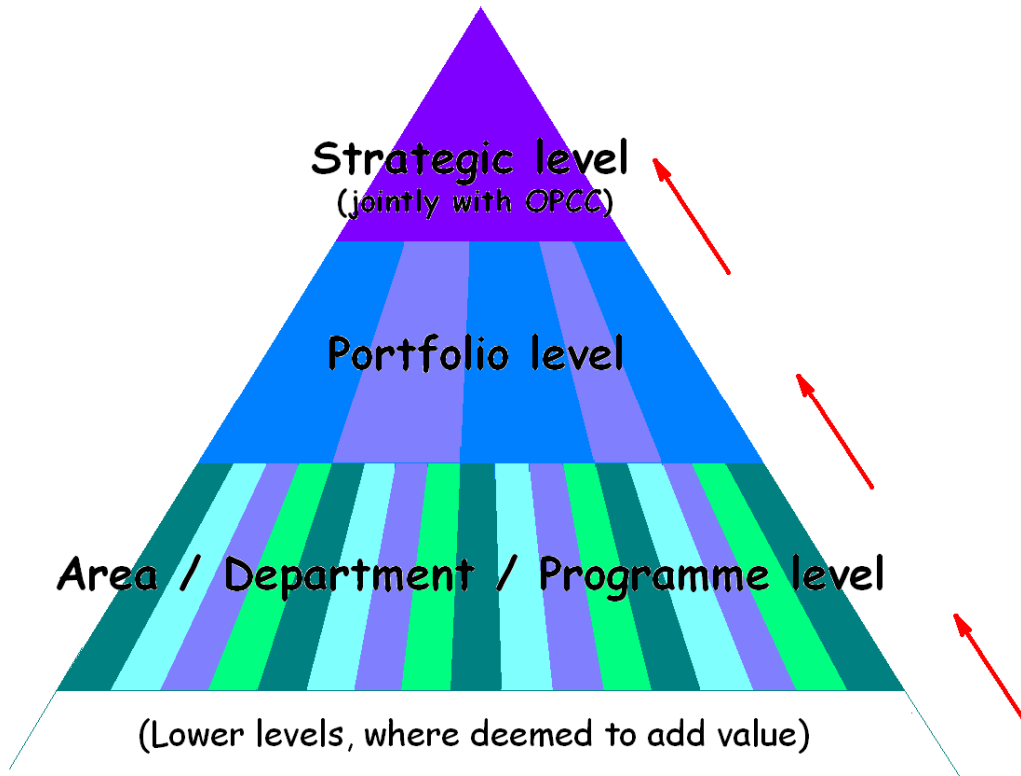 Strategic level
(jointly with OPCC)
Portfolio level
Area / Department / Programme level
(Lower levels, where deemed to add value)